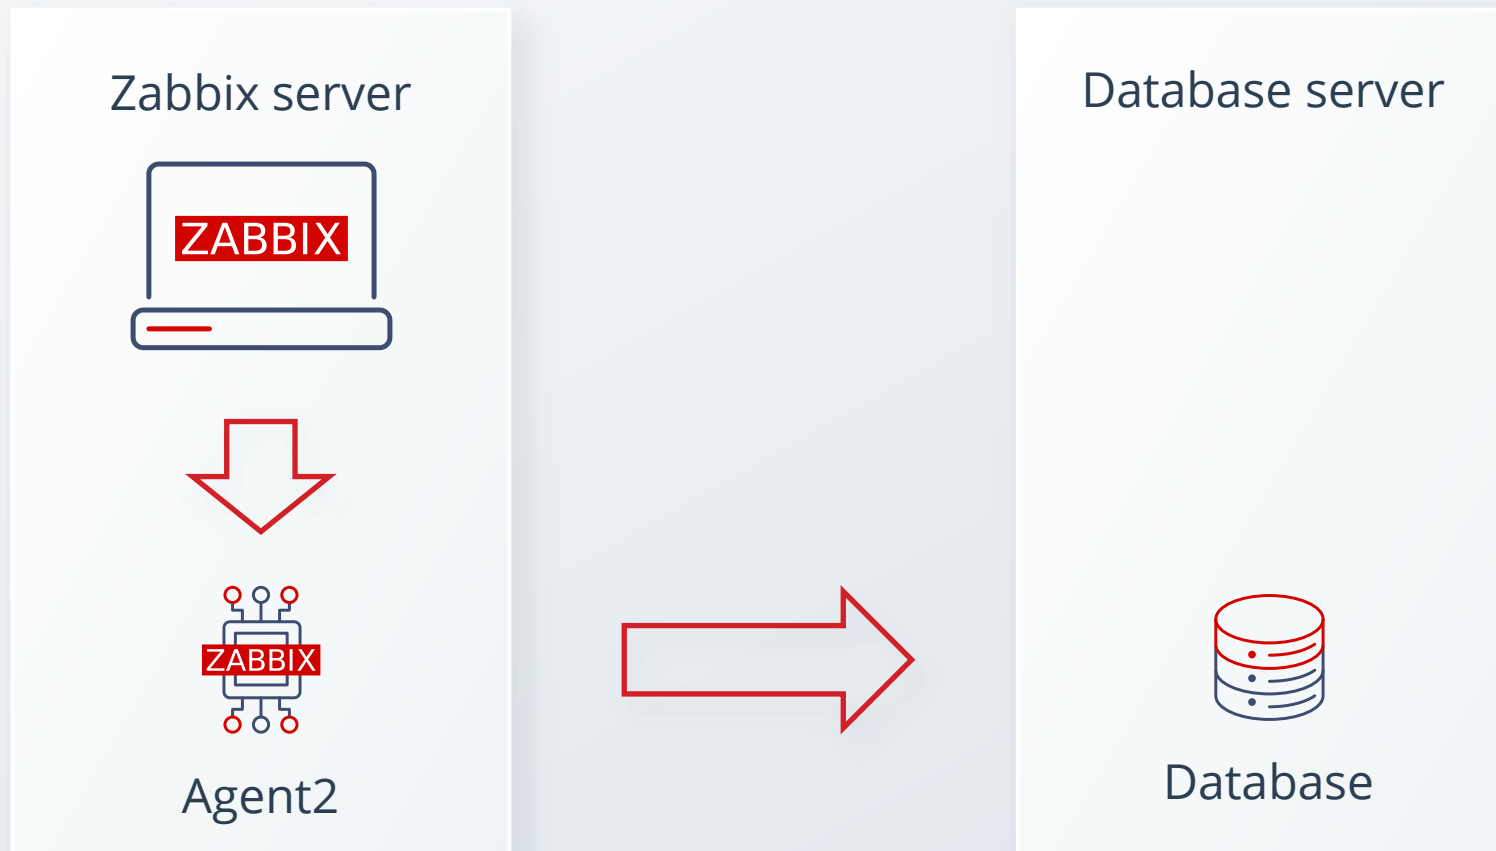 Zabbix server
ZABBIX
ZABBIX
Agent2
Database server
Database